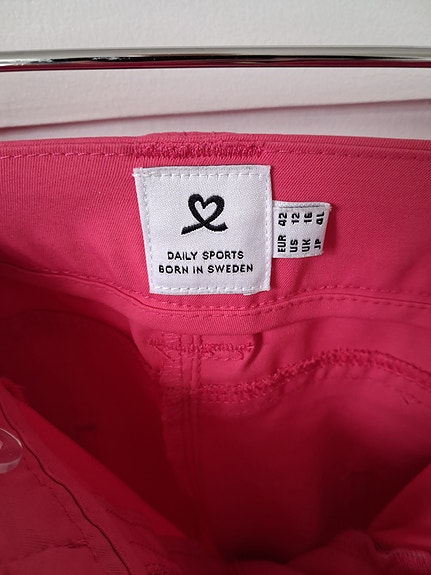 DAILY SPORTS
BORN IN SWEDEN
EUR 42
US 12
UK 16
JP 4L